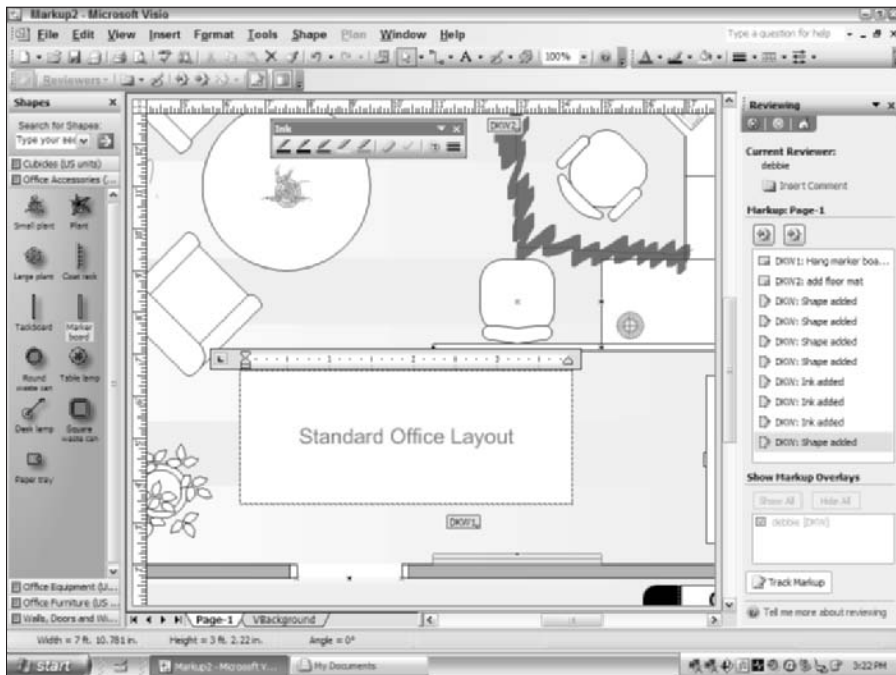 Markup2 - Microsoft Visio
File Edit View Insert Format Tools Shape Plan Window Help
Type a question for help
100%
Reviewers
Shapes
Search for Shapes:
Cubicles (US units)
Office Accessories (...
Small plant
Plant
Large plant
Coat rack
Tackboard
Marker board
Round waste can
Table lamp
Desk lamp
Square waste can
Paper tray
Office Equipment (U...
Office Furniture (US ...
Walls, Doors and Wi...
Ink
DKW2
Standard Office Layout
DKW1
Page-1
VBackground
Reviewing
Current Reviewer:
debbie
Insert Comment
Markup: Page-1
DKW1: Hang marker boa...
DKW2: add floor mat
DKW: Shape added
DKW: Shape added
DKW: Shape added
DKW: Shape added
DKW: Ink added
DKW: Ink added
DKW: Ink added
DKW: Shape added
Show Markup Overlays
Show All Hide All
debbie [DKW]
Track Markup
Tell me more about reviewing
Width = 7 ft. 10.781 in. Height = 3 ft. 2.22 in. Angle = 0°
start
Markup2 - Microsoft V...
My Documents
3:22 PM